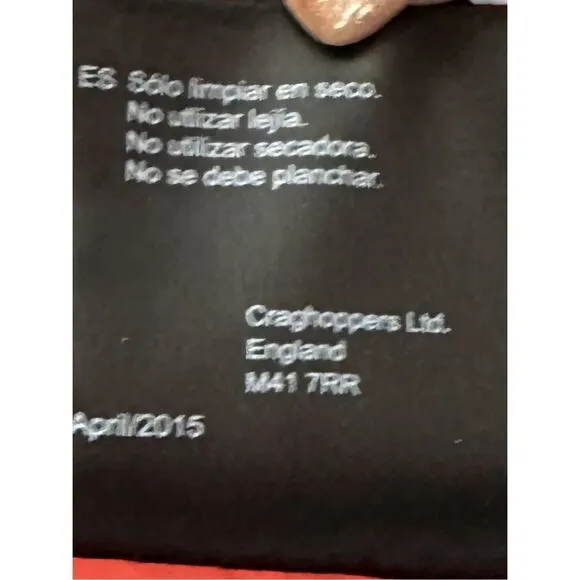 ES Sólo limpiar en seco.
No utilizar lejía.
No utilizar secadora.
No se debe planchar.
Craghoppers Ltd.
England
M41 7RR
April/2015